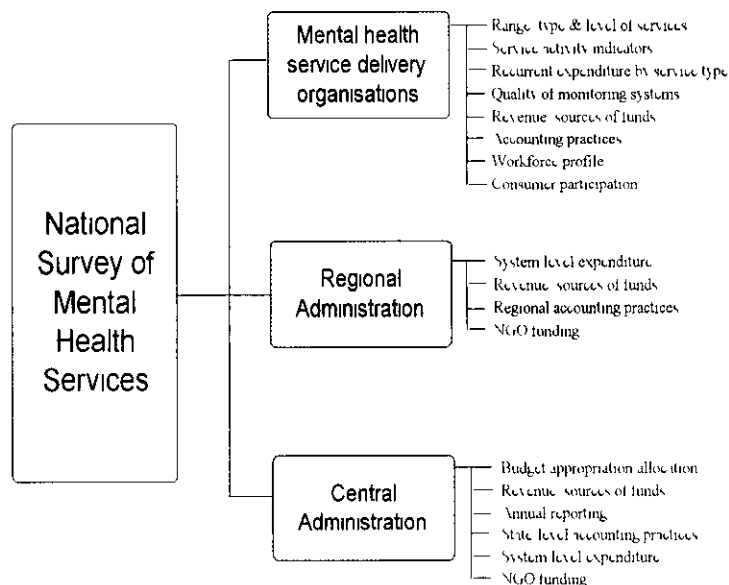 National
Survey of
Mental
Health
Services
Mental health
service delivery
organisations
Range type & level of services
Service activity indicators
Recurrent expenditure by service type
Quality of monitoring systems
Revenue sources of funds
Accounting practices
Workforce profile
Consumer participation
Regional
Administration
System level expenditure
Revenue sources of funds
Regional accounting practices
NGO funding
Central
Administration
Budget appropriation allocation
Revenue sources of funds
Annual reporting
State level accounting practices
System level expenditure
NGO funding